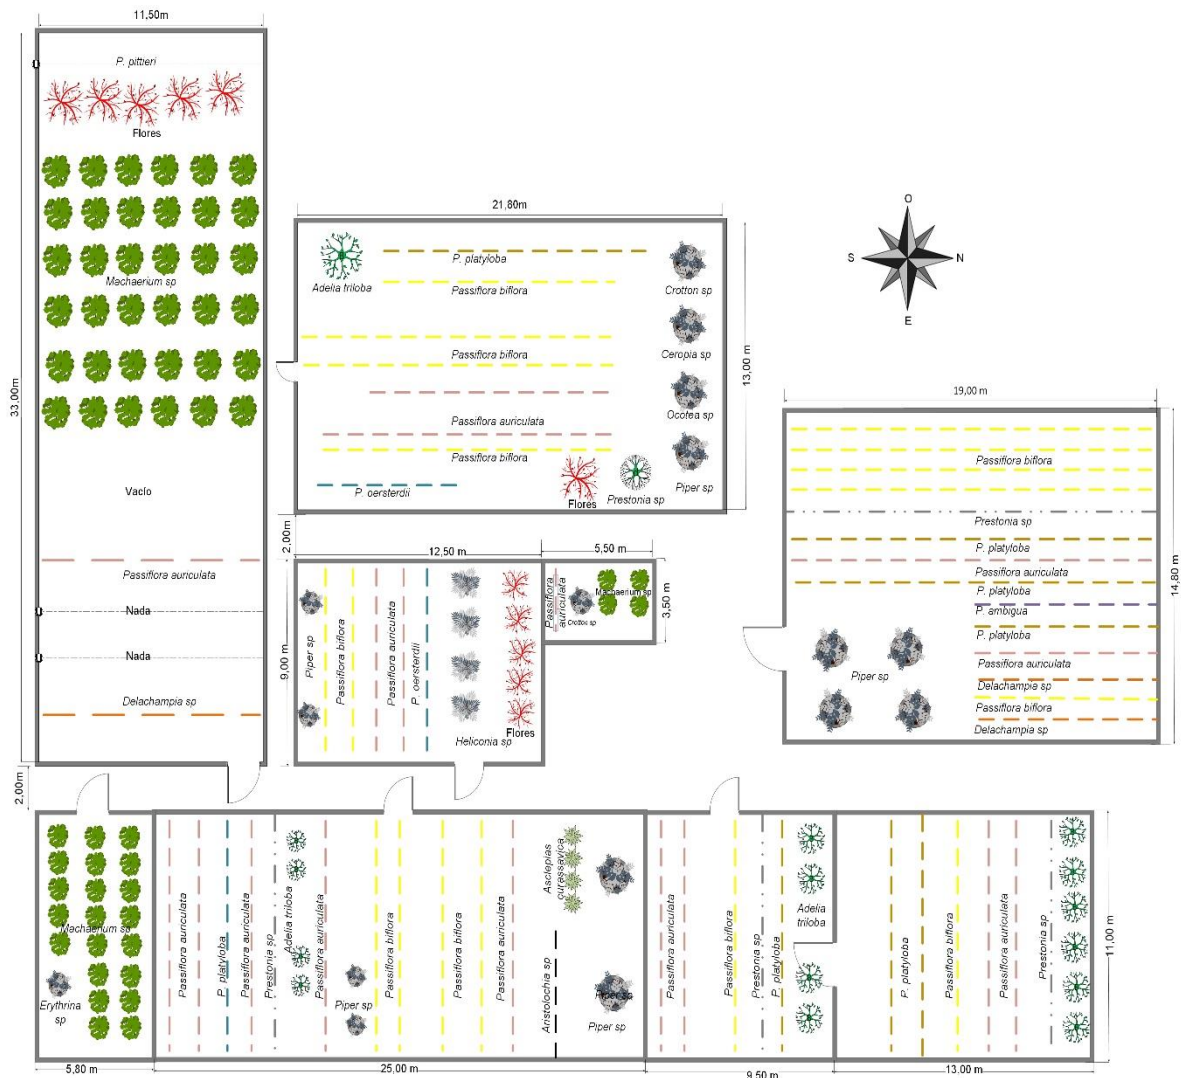 11,50m
33,00m
P. pittieri
Flores
Machaerium sp
Vacío
Passiflora auriculata
Nada
Nada
Delachampia sp
2,00m
21,80m
13,00 m
Adelia triloba
P. platyloba
Passiflora biflora
Passiflora biflora
Passiflora auriculata
Passiflora biflora
P. oersterdii
Crotton sp
Ceropia sp
Ocotea sp
Piper sp
Flores
Prestonia sp
O
S
N
E
19,00 m
14,80 m
Passiflora biflora
Prestonia sp
P. platyloba
Passiflora auriculata
P. platyloba
P. ambigua
P. platyloba
Passiflora auriculata
Delachampia sp
Passiflora biflora
Delachampia sp
Piper sp
2,00m
12,50 m
9,00 m
Piper sp
Passiflora biflora
Passiflora auriculata
P. oersterdii
Heliconia sp
Flores
5,50 m
3,50 m
Passiflora
auriculata
Crotton sp
Machaerium sp
Machaerium sp
Erythrina
sp
5,80 m
Passiflora auriculata
P. platyloba
Passiflora auriculata
Prestonia sp
Adelia triloba
Passiflora auriculata
Piper sp
Passiflora biflora
Passiflora biflora
Passiflora auriculata
Asclepias
curessavica
Aristolochia sp
Piper sp
Piper sp
25,00 m
Passiflora auriculata
Passiflora biflora
Prestonia sp
P. platyloba
Adelia
triloba
9,50 m
P. platyloba
Passiflora biflora
Passiflora auriculata
Prestonia sp
13,00 m
11,00 m